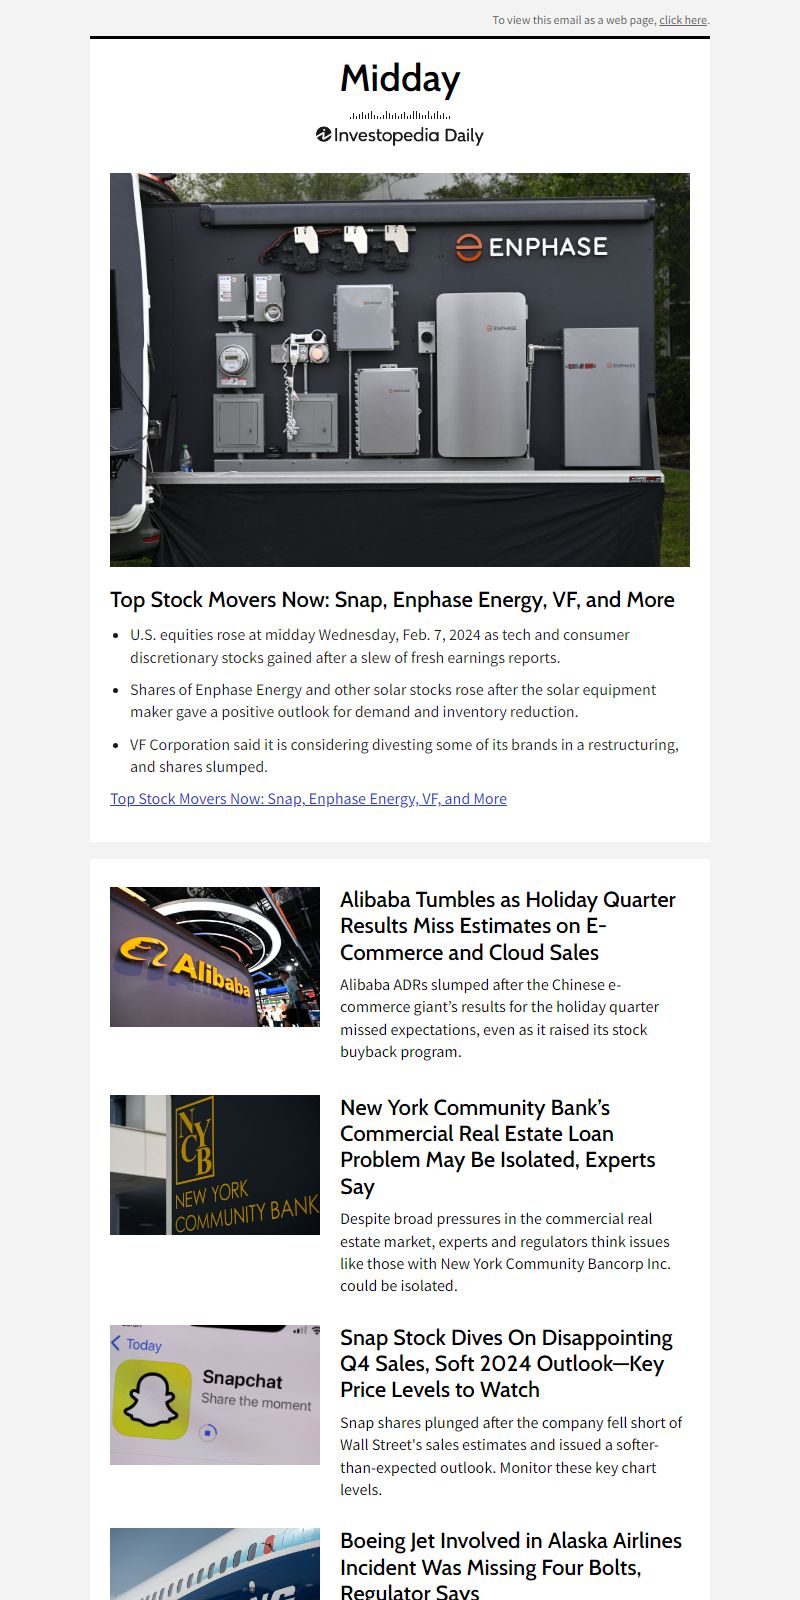 To view this email as a web page, click here.
Midday
Investopedia Daily
ENPHASE
ENPHASE
ENPHASE
ENPHASE
ENPHASE
Top Stock Movers Now: Snap, Enphase Energy, VF, and More
• U.S. equities rose at midday Wednesday, Feb. 7, 2024 as tech and consumer
discretionary stocks gained after a slew of fresh earnings reports.
• Shares of Enphase Energy and other solar stocks rose after the solar equipment
maker gave a positive outlook for demand and inventory reduction.
• VF Corporation said it is considering divesting some of its brands in a restructuring,
and shares slumped.
Top Stock Movers Now: Snap, Enphase Energy, VF, and More
Alibaba
Alibaba Tumbles as Holiday Quarter
Results Miss Estimates on E-
Commerce and Cloud Sales
Alibaba ADRs slumped after the Chinese e-
commerce giant’s results for the holiday quarter
missed expectations, even as it raised its stock
buyback program.
NYCB
NEW YORK
COMMUNITY BANK
New York Community Bank’s
Commercial Real Estate Loan
Problem May Be Isolated, Experts
Say
Despite broad pressures in the commercial real
estate market, experts and regulators think issues
like those with New York Community Bancorp Inc.
could be isolated.
Today
Snapchat
Share the moment
Snap Stock Dives On Disappointing
Q4 Sales, Soft 2024 Outlook—Key
Price Levels to Watch
Snap shares plunged after the company fell short of
Wall Street's sales estimates and issued a softer-
than-expected outlook. Monitor these key chart
levels.
Boeing Jet Involved in Alaska Airlines
Incident Was Missing Four Bolts,
Regulator Says